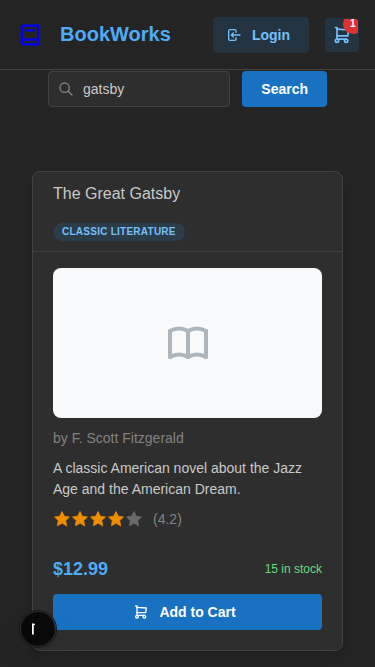 BookWorks
Login
1
gatsby
Search
The Great Gatsby
CLASSIC LITERATURE
by F. Scott Fitzgerald
A classic American novel about the Jazz
Age and the American Dream.
(4.2)
$12.99
15 in stock
Add to Cart